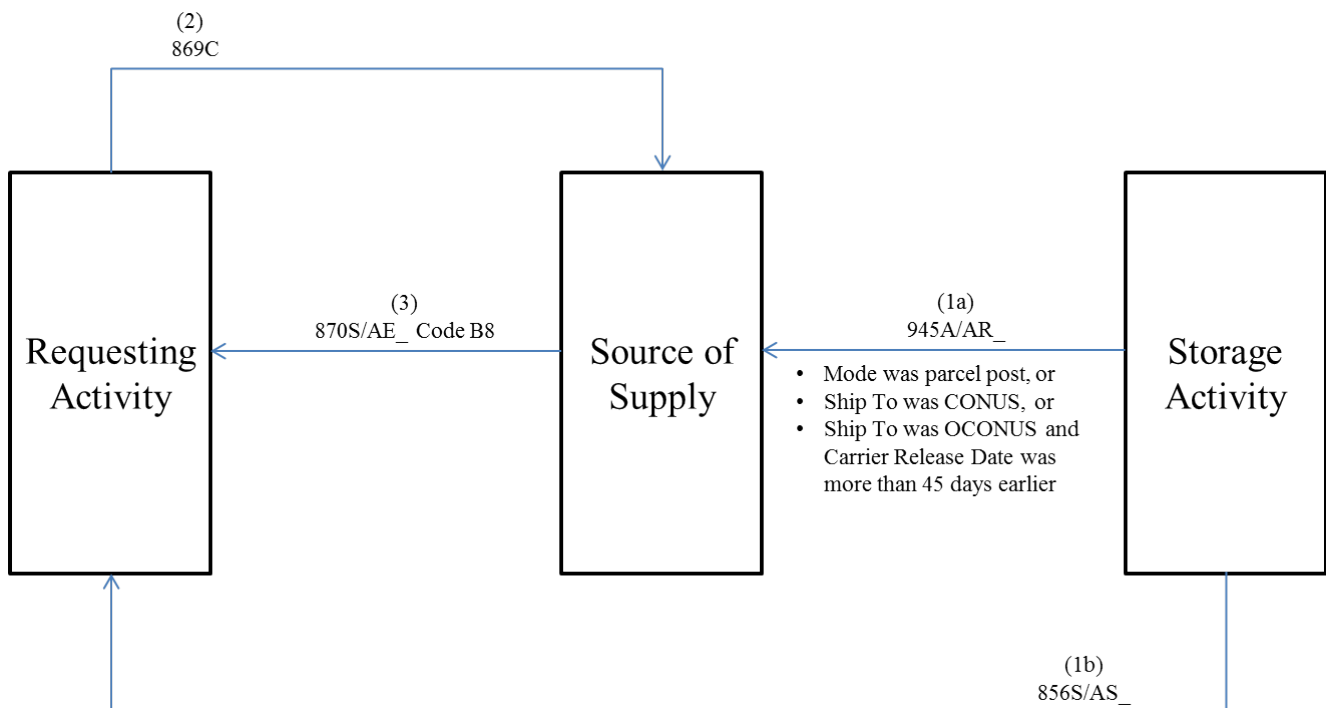 (2)
869C
(3)
870S/AE_ Code B8
(1a)
945A/AR_
Requesting
Activity
Source of
Supply
Storage
Activity
• Mode was parcel post, or
• Ship To was CONUS, or
• Ship To was OCONUS and
Carrier Release Date was
more than 45 days earlier
(1b)
856S/AS_